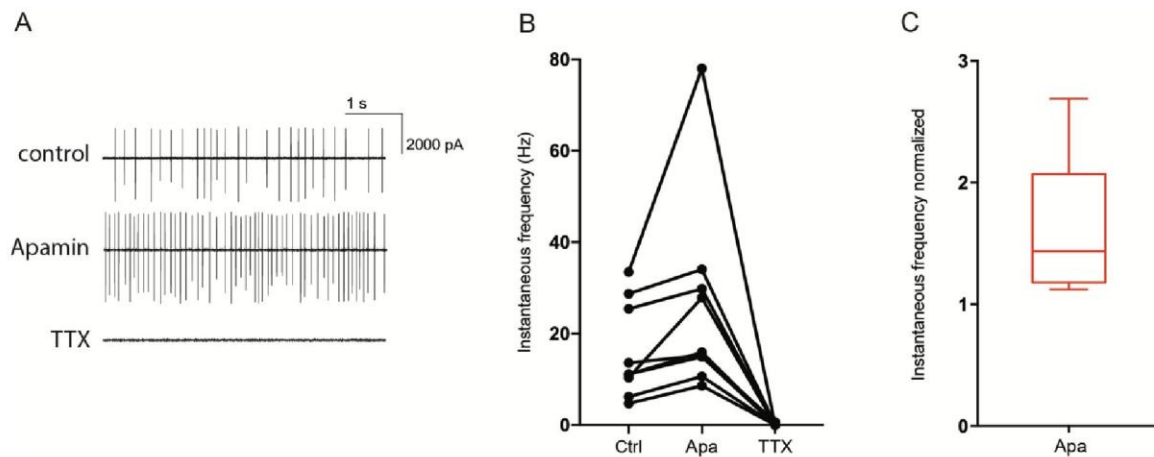 A
1 s
2000 pA
control
Apamin
TTX
B
Instantaneous frequency (Hz)
80
60
40
20
0
Ctrl Apa TTX
C
Instantaneous frequency normalized
3
2
1
0
Apa